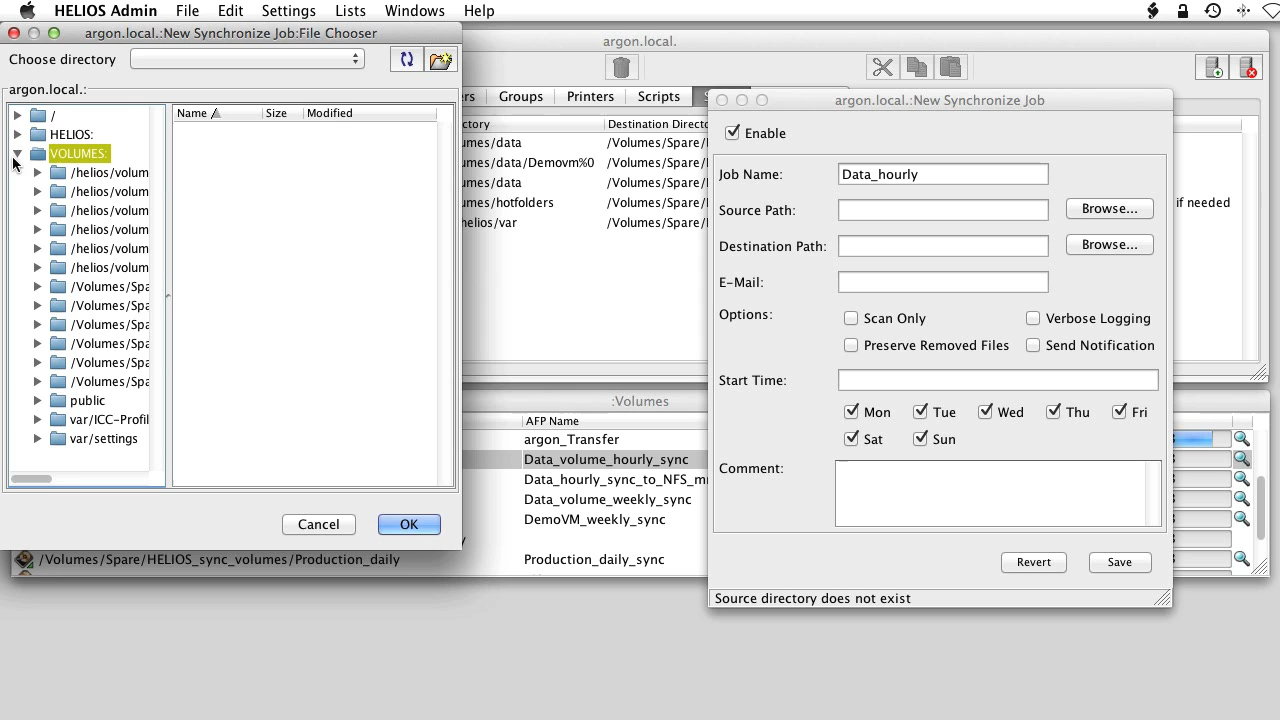 HELIOS Admin File Edit Settings Lists Windows Help
argon.local.:New Synchronize Job:File Chooser
Choose directory
argon.local.:
/
HELIOS:
VOLUMES:
/helios/volum
/helios/volum
/helios/volum
/helios/volum
/helios/volum
/helios/volum
/Volumes/Spa
/Volumes/Spa
/Volumes/Spa
/Volumes/Spa
/Volumes/Spa
/Volumes/Spa
public
var/ICC-Profil
var/settings
Name Size Modified
Cancel OK
argon.local.
Groups Printers Scripts
Destination Directo
/Volumes/Spare/
/Volumes/Spare/
/Volumes/Spare/
/Volumes/Spare/
/Volumes/Spare/
umes/data
umes/data/Demovm%0
umes/data
umes/hotfolders
helios/var
if needed
:Volumes
AFP Name
argon_Transfer
Data_volume_hourly_sync
Data_hourly_sync_to_NFS_m
Data_volume_weekly_sync
DemoVM_weekly_sync
/Volumes/Spare/HELIOS_sync_volumes/Production_daily
Production_daily_sync
argon.local.:New Synchronize Job
Enable
Job Name: Data_hourly
Source Path: Browse...
Destination Path: Browse...
E-Mail:
Options: Scan Only Verbose Logging
Preserve Removed Files Send Notification
Start Time:
Mon Tue Wed Thu Fri
Sat Sun
Comment:
Revert Save
Source directory does not exist